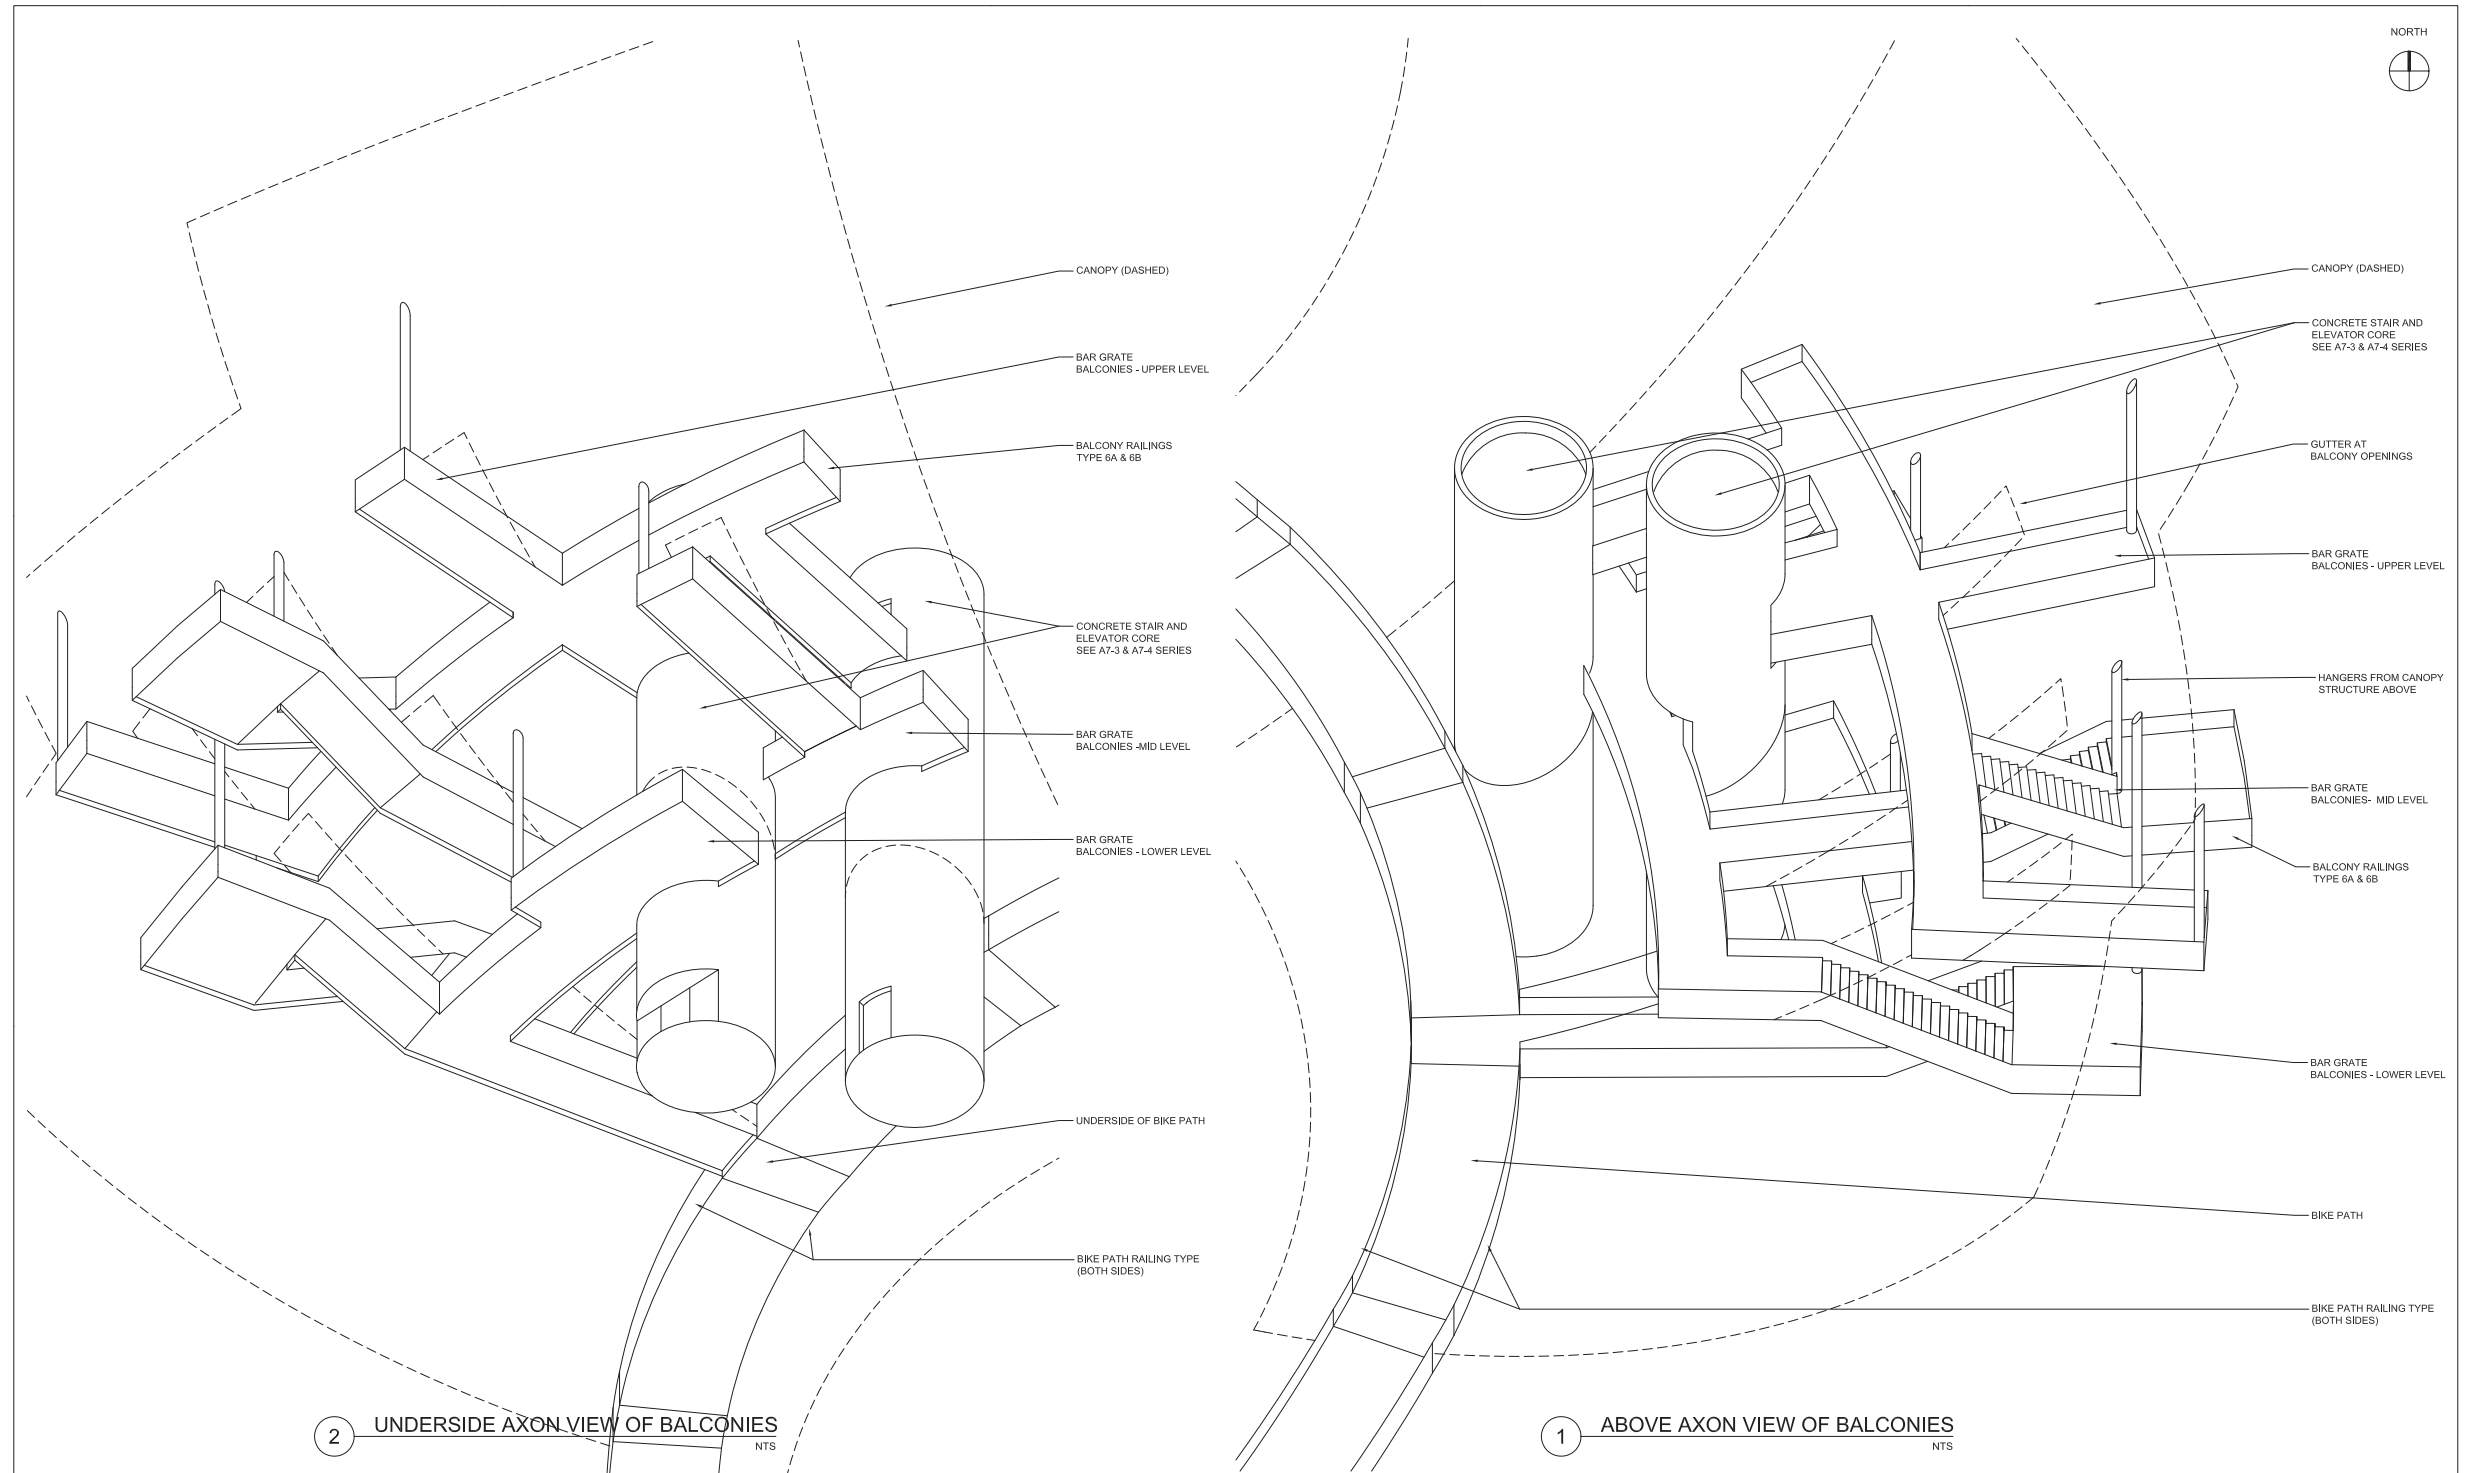 NORTH
CANOPY (DASHED)
BAR GRATE
BALCONIES - UPPER LEVEL
BALCONY RAILINGS
TYPE 6A & 6B
CONCRETE STAIR AND
ELEVATOR CORE
SEE A7-3 & A7-4 SERIES
BAR GRATE
BALCONIES -MID LEVEL
BAR GRATE
BALCONIES - LOWER LEVEL
UNDERSIDE OF BIKE PATH
BIKE PATH RAILING TYPE
(BOTH SIDES)
2 UNDERSIDE AXON VIEW OF BALCONIES
NTS
CANOPY (DASHED)
CONCRETE STAIR AND
ELEVATOR CORE
SEE A7-3 & A7-4 SERIES
GUTTER AT
BALCONY OPENINGS
BAR GRATE
BALCONIES - UPPER LEVEL
HANGERS FROM CANOPY
STRUCTURE ABOVE
BAR GRATE
BALCONIES- MID LEVEL
BALCONY RAILINGS
TYPE 6A & 6B
BAR GRATE
BALCONIES - LOWER LEVEL
BIKE PATH
BIKE PATH RAILING TYPE
(BOTH SIDES)
1 ABOVE AXON VIEW OF BALCONIES
NTS